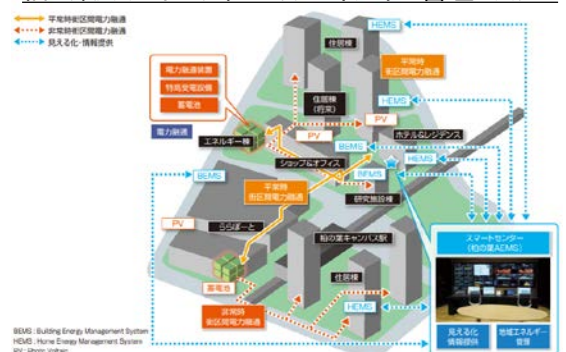 平常時街区間電力融通
非常時街区間電力融通
見える化・情報提供
住居棟
HEMS
電力融通装置
特高変電設備
蓄電池
住居棟
(将来)
平常時
街区間電力融通
HEMS
電力融通
エネルギー棟
PV
PV
ホテル&レジデンス
BEMS
HEMS
ショップ&オフィス
BEMS
BEMS
研究施設棟
平常時
街区間電力融通
PV
ららぽーと
柏の葉キャンパス駅
スマートセンター
(柏の葉AEMS)
蓄電池
住居棟
HEMS
非常時
街区間電力融通
見える化
情報提供
地域エネルギー
管理
BEMS : Building Energy Management System
HEMS : Home Energy Management System